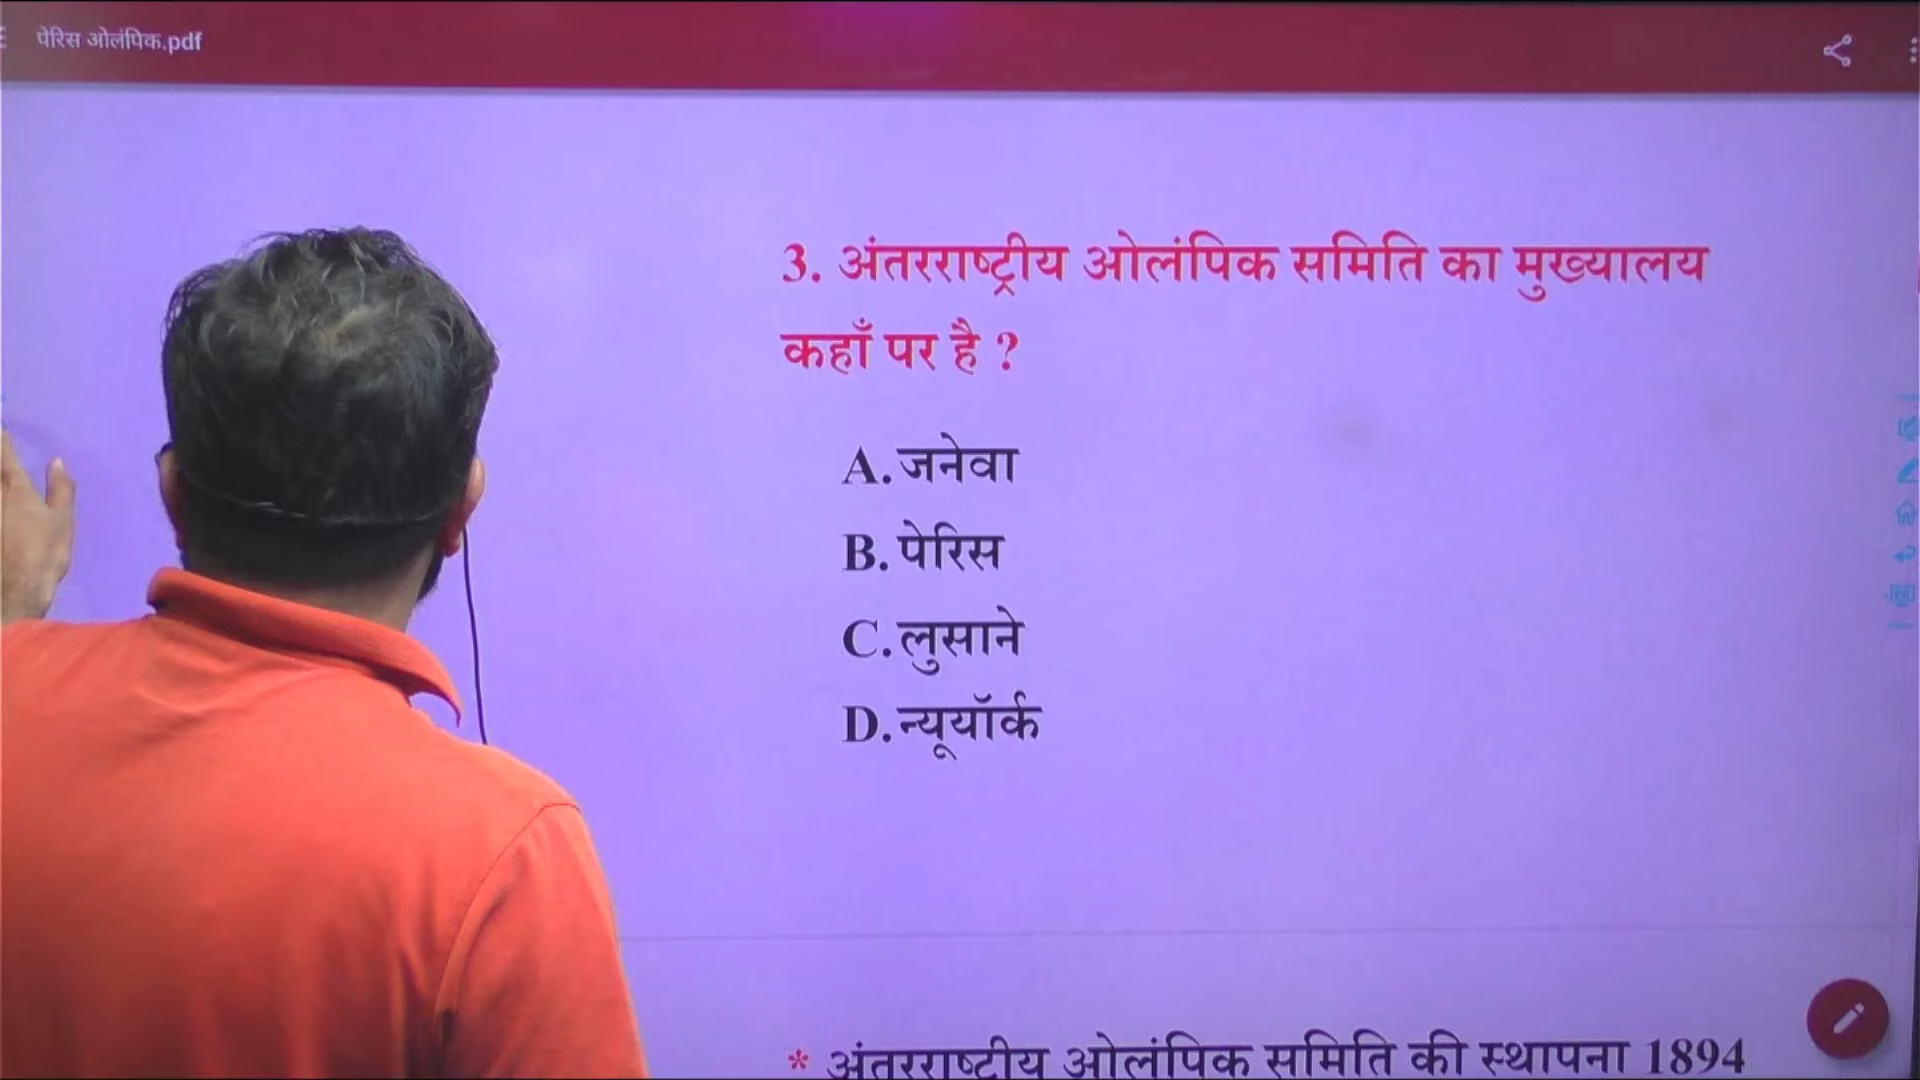 पेरिस ओलंपिक.pdf
3. अंतरराष्ट्रीय ओलंपिक समिति का मुख्यालय
कहाँ पर है ?
A. जनेवा
B. पेरिस
C. लुसाने
D. न्यूयॉर्क
* अंतरराष्ट्रीय ओलंपिक समिति की स्थापना 1894